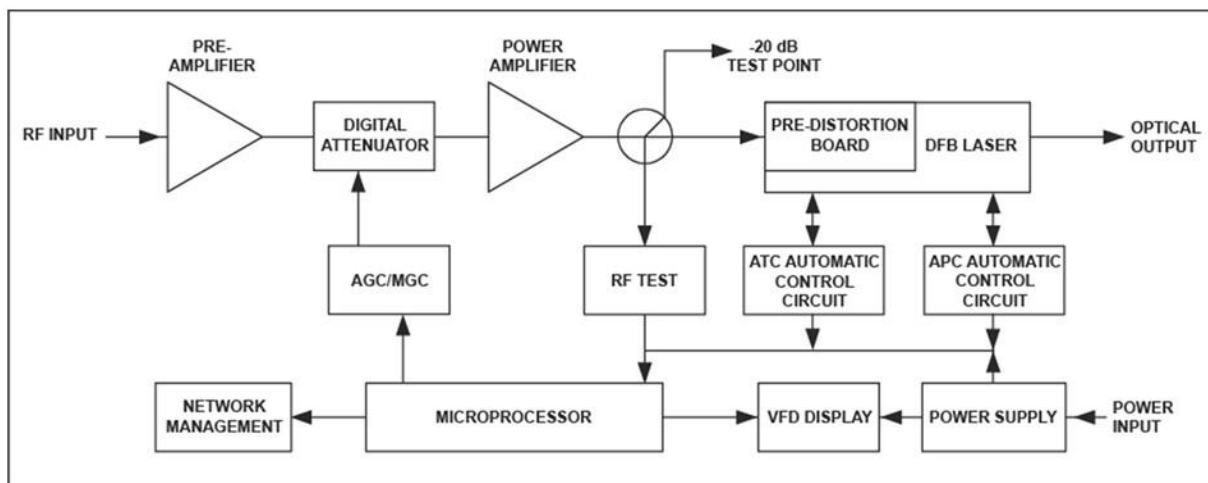 PRE-
AMPLIFIER
POWER
AMPLIFIER
-20 dB
TEST POINT
RF INPUT
DIGITAL
ATTENUATOR
PRE-DISTORTION
BOARD
DFB LASER
OPTICAL
OUTPUT
AGC/MGC
RF TEST
ATC AUTOMATIC
CONTROL
CIRCUIT
APC AUTOMATIC
CONTROL
CIRCUIT
NETWORK
MANAGEMENT
MICROPROCESSOR
VFD DISPLAY
POWER SUPPLY
POWER
INPUT